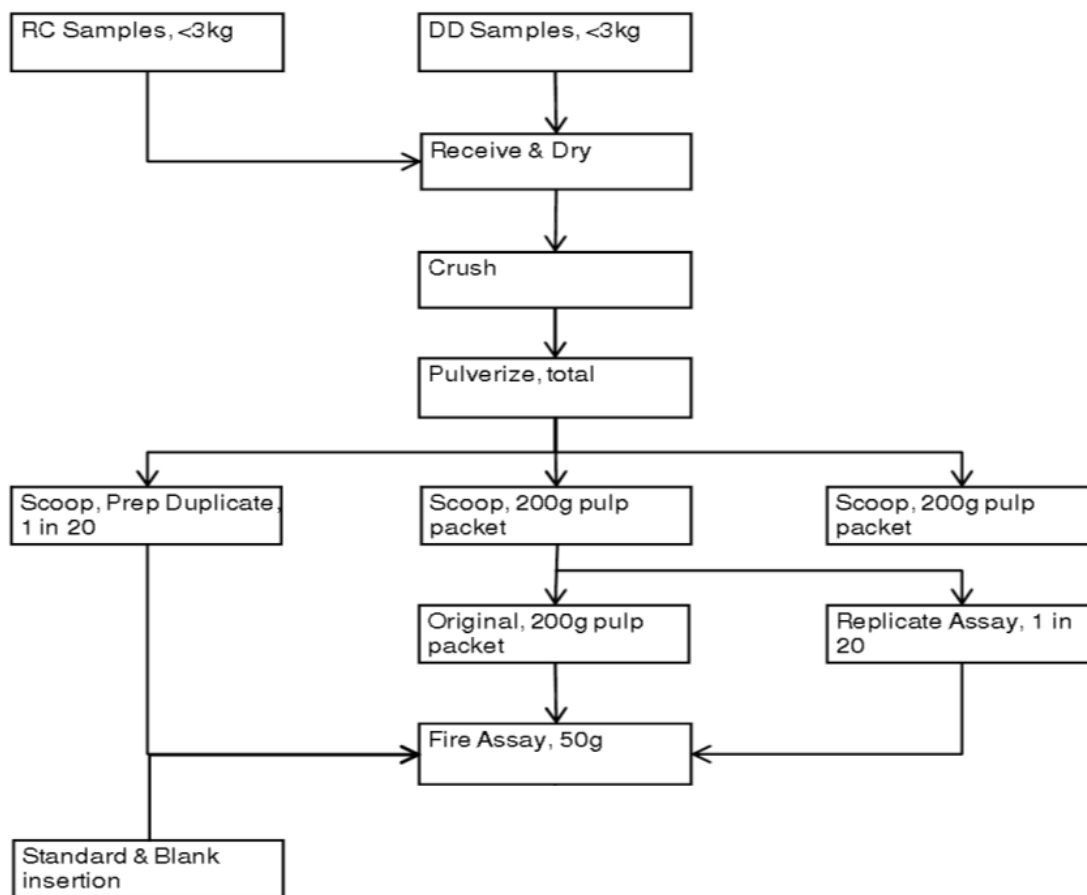 RC Samples, <3kg
DD Samples, <3kg
Receive & Dry
Crush
Pulverize, total
Scoop, Prep Duplicate,
1 in 20
Scoop, 200g pulp
packet
Scoop, 200g pulp
packet
Original, 200g pulp
packet
Replicate Assay, 1 in
20
Fire Assay, 50g
Standard & Blank
insertion